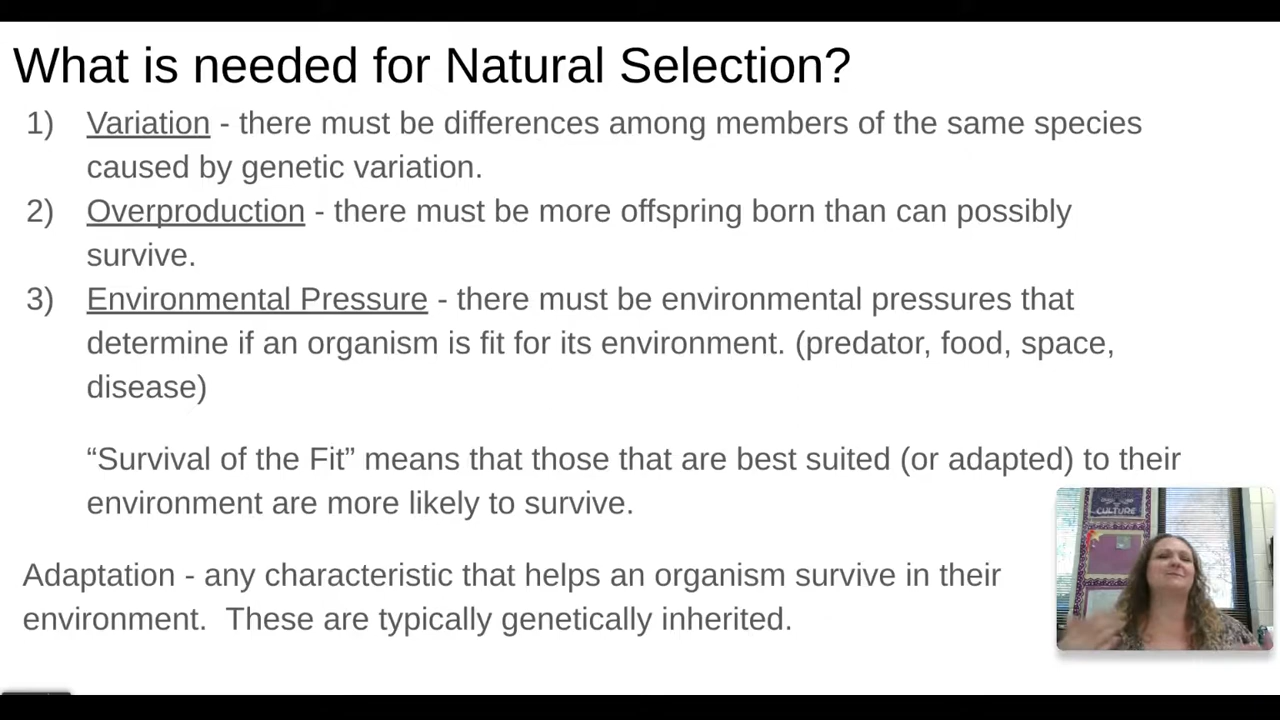 What is needed for Natural Selection?
1) Variation - there must be differences among members of the same species
caused by genetic variation.
2) Overproduction - there must be more offspring born than can possibly
survive.
3) Environmental Pressure - there must be environmental pressures that
determine if an organism is fit for its environment. (predator, food, space,
disease)
“Survival of the Fit” means that those that are best suited (or adapted) to their
environment are more likely to survive.
CULTURE
Adaptation - any characteristic that helps an organism survive in their
environment.  These are typically genetically inherited.